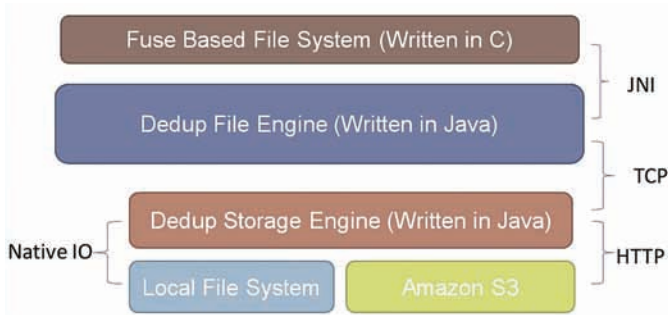 Fuse Based File System (Written in C)
JNI
Dedup File Engine (Written in Java)
TCP
Dedup Storage Engine (Written in Java)
Native IO
HTTP
Local File System
Amazon S3